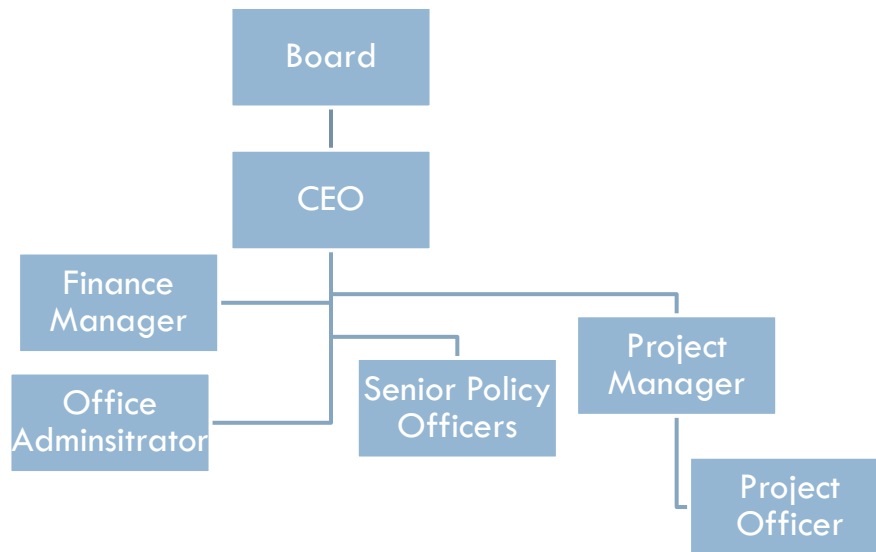 Board
CEO
Finance
Manager
Project
Manager
Senior Policy
Officers
Office
Adminsitrator
Project
Officer